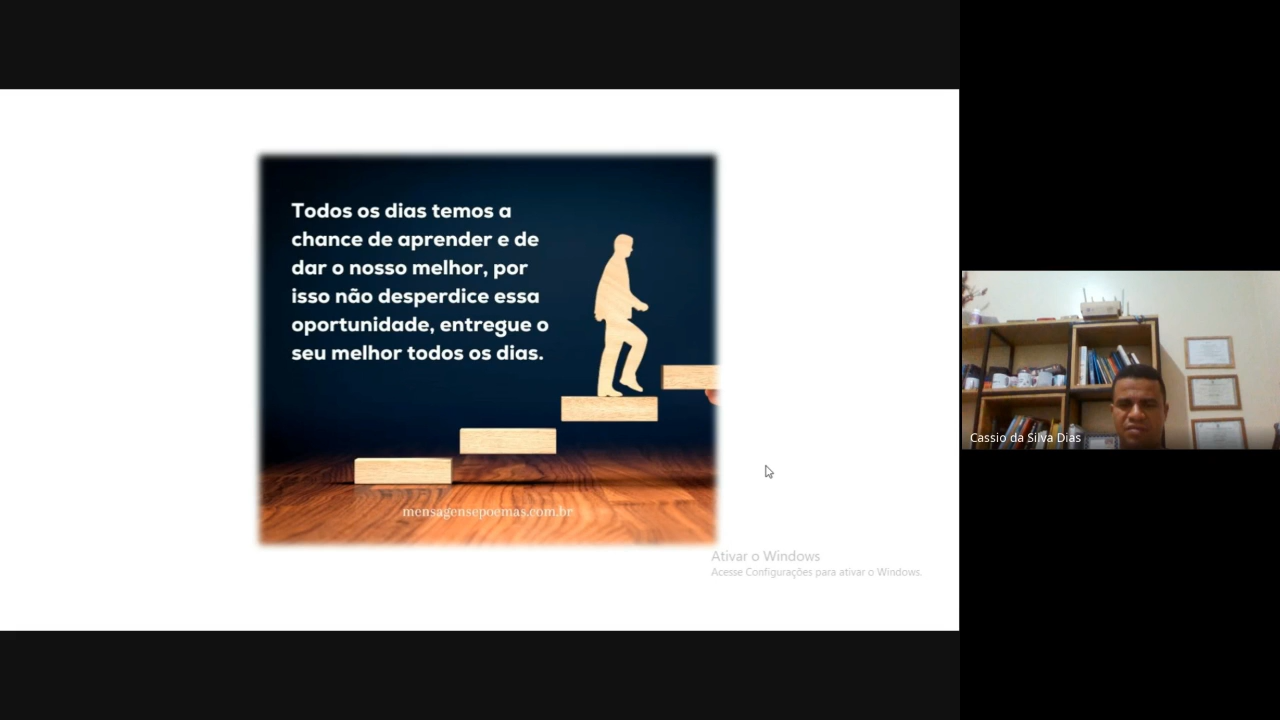 Todos os dias temos a
chance de aprender e de
dar o nosso melhor, por
isso não desperdice essa
oportunidade, entregue o
seu melhor todos os dias.
mensagensepoemas.com.br
Ativar o Windows
Acesse Configurações para ativar o Windows.
Cassio da Silva Dias